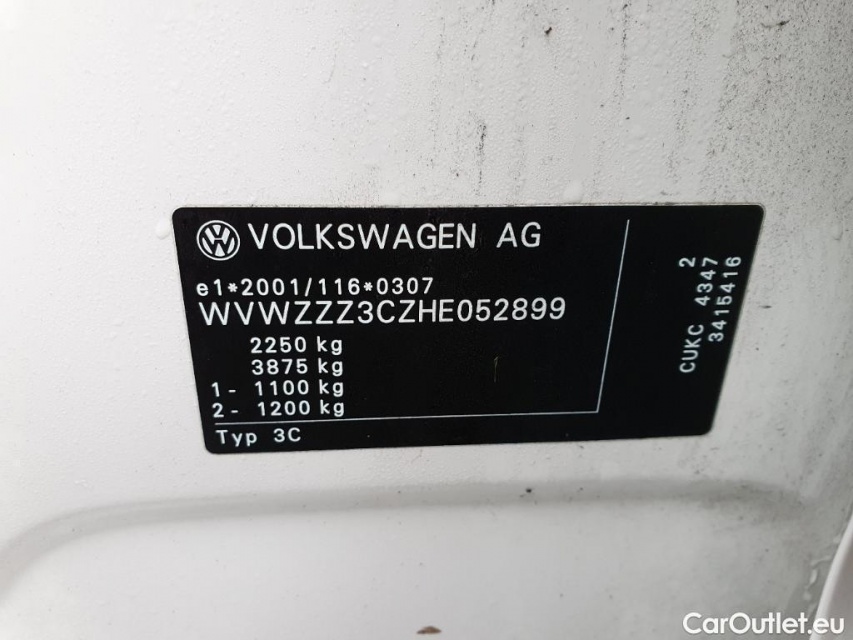 VOLKSWAGEN AG
e1*2001/116*0307
WVWZZZ3CZHE052899
2250 kg
3875 kg
1 - 1100 kg
2 - 1200 kg
Typ 3C
2
CUKC 4347
3415416
CarOutlet.eu